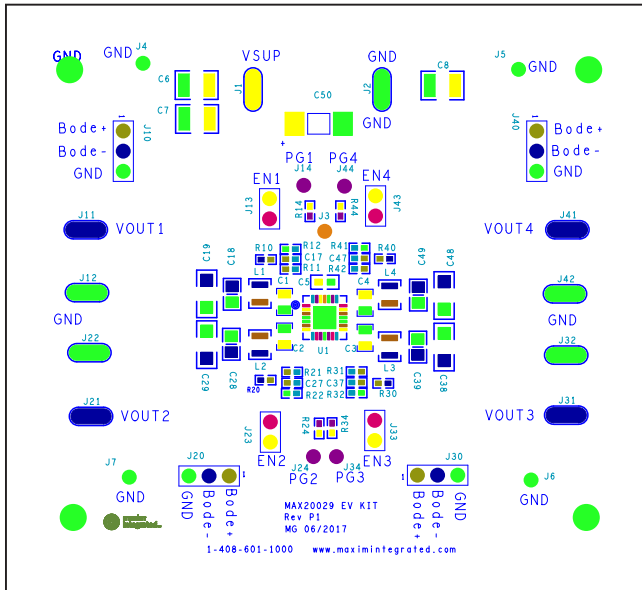 GND
J4
GND
VSUP
J1
C6
C7
GND
J2
C8
J5
GND
C50
+
GND
1
Bode+
Bode-
GND
J10
1
Bode+
Bode-
GND
J40
PG1
PG4
J14
J44
EN1
J13
EN4
J43
R14
R44
J3
J11
VOUT1
J41
VOUT4
R10
R12
C17
R11
R41
C47
R42
R40
C19
C18
L1
C1
C5
C4
L4
C49
C48
J12
GND
J42
GND
J22
J32
U1
C2
C3
L2
L3
C29
C28
C39
C38
R20
R21
C27
R22
R31
C37
R32
R30
J21
VOUT2
J31
VOUT3
J23
EN2
R24
R34
J33
EN3
J24
J34
PG2
PG3
J7
GND
J20
1
GND
Bode-
Bode+
J30
1
Bode+
Bode-
GND
J6
GND
MAX20029 EV KIT
Rev P1
MG 06/2017
maxim
integrated
1-408-601-1000 www.maximintegrated.com